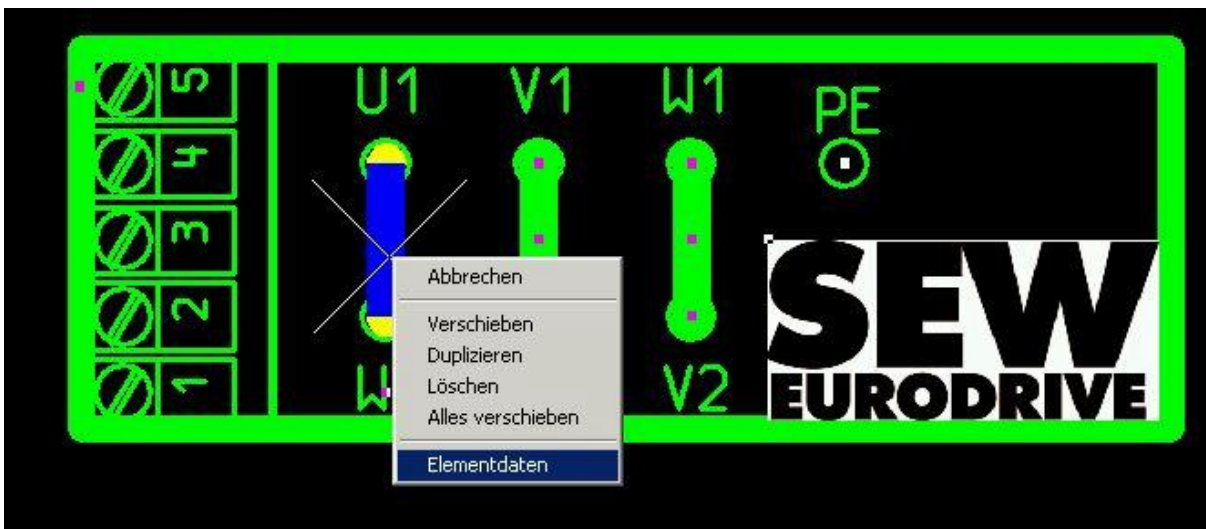 U1 V1 W1 PE
5
4
3
2
1
Abbrechen
Verschieben
Duplizieren
Löschen
Alles verschieben
Elementdaten
V2
SEW
EURODRIVE